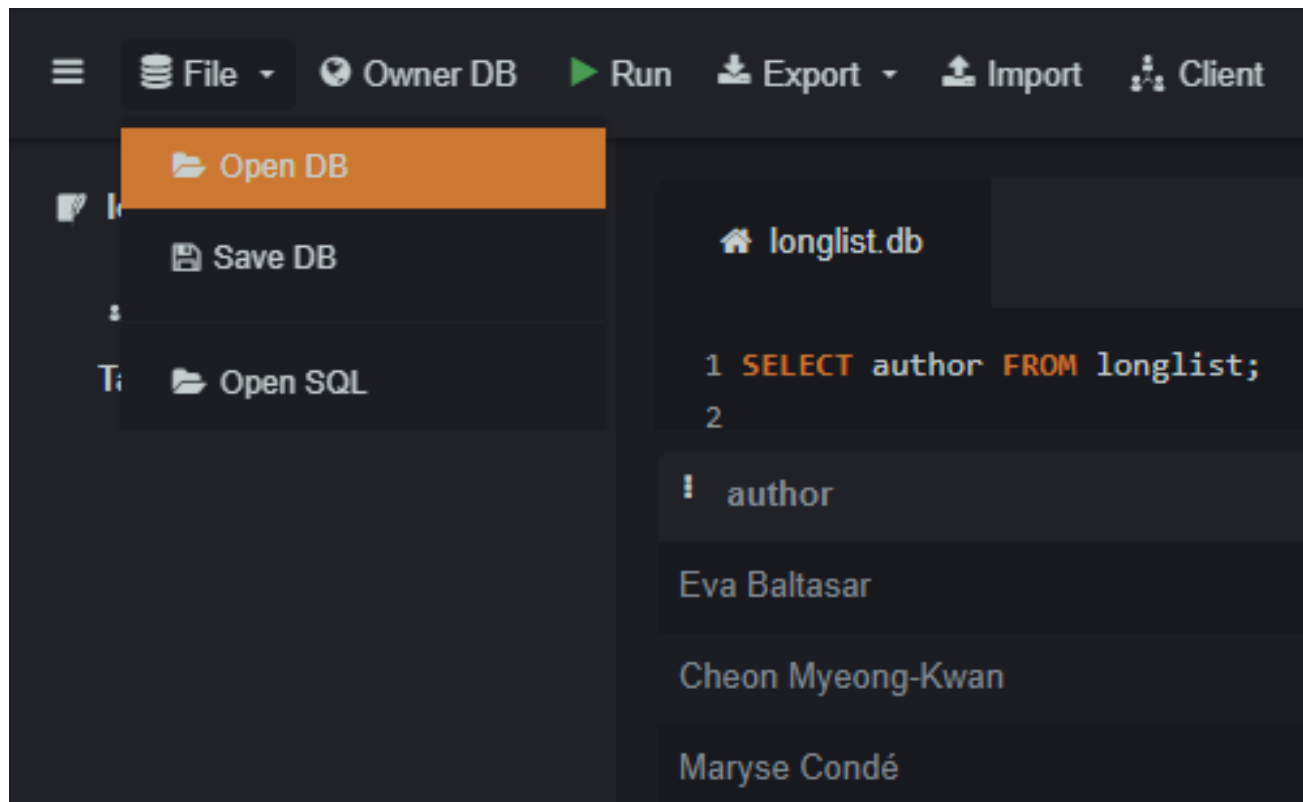 File Owner DB Run Export Import Client
Open DB
Save DB
Open SQL
longlist.db
1 SELECT author FROM longlist;
2
author
Eva Baltasar
Cheon Myeong-Kwan
Maryse Condé